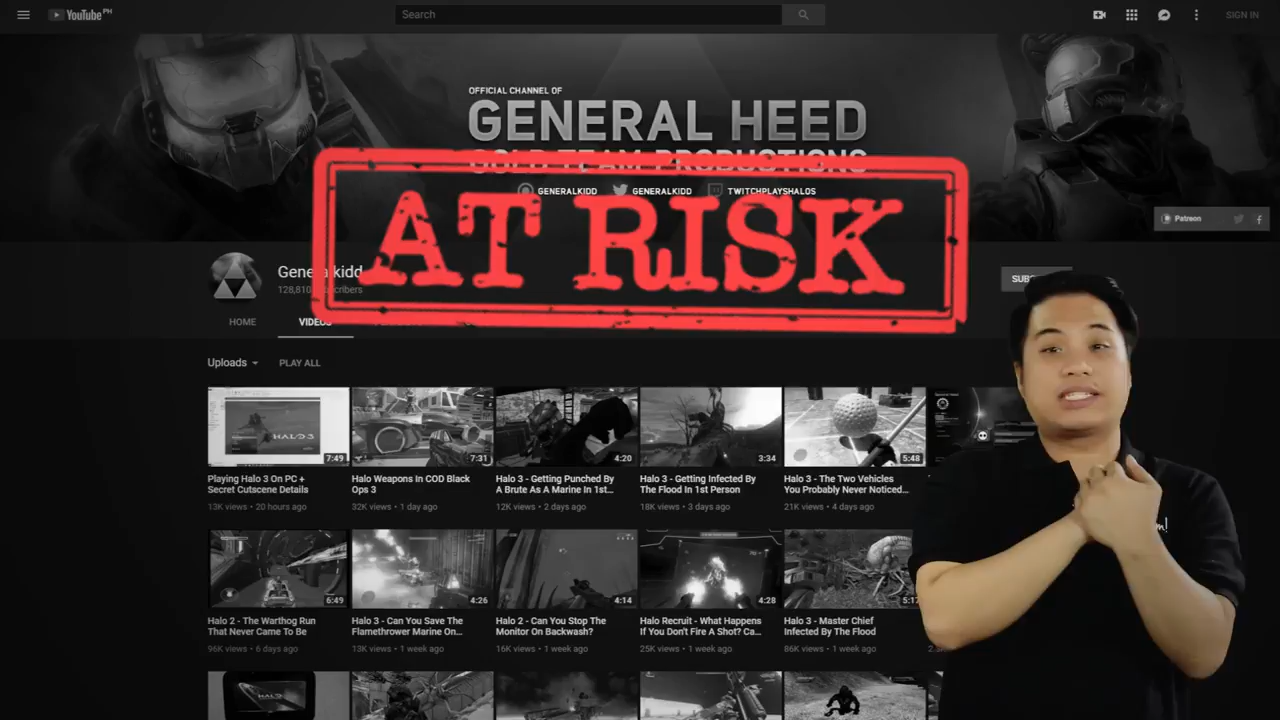 YouTube PH
Search
SIGN IN
OFFICIAL CHANNEL OF
GENERAL HEED
GOLD TEAM PRODUCTIONS
GENERALKIDD
GENERALKIDD
TWITCHPLAYSHALO5
Patreon
AT RISK
Generalkidd
128,810
HOME
VIDEOS
Uploads
PLAY ALL
7:49
7:31
4:20
3:34
5:48
Playing Halo 3 On PC +
Secret Cutscene Details
13K views • 20 hours ago
Halo Weapons In COD Black
Ops 3
32K views • 1 day ago
Halo 3 - Getting Punched By
A Brute As A Marine In 1st...
12K views • 2 days ago
Halo 3 - Getting Infected By
The Flood In 1st Person
18K views • 3 days ago
Halo 3 - The Two Vehicles
You Probably Never Noticed...
21K views • 4 days ago
6:49
4:26
4:14
4:28
5:17
Halo 2 - The Warthog Run
That Never Came To Be
96K views • 6 days ago
Halo 3 - Can You Save The
Flamethrower Marine On...
13K views • 1 week ago
Halo 2 - Can You Stop The
Monitor On Backwash?
16K views • 1 week ago
Halo Recruit - What Happens
If You Don't Fire A Shot? Ca...
25K views • 1 week ago
Halo 3 - Master Chief
Infected By The Flood
86K views • 1 week ago